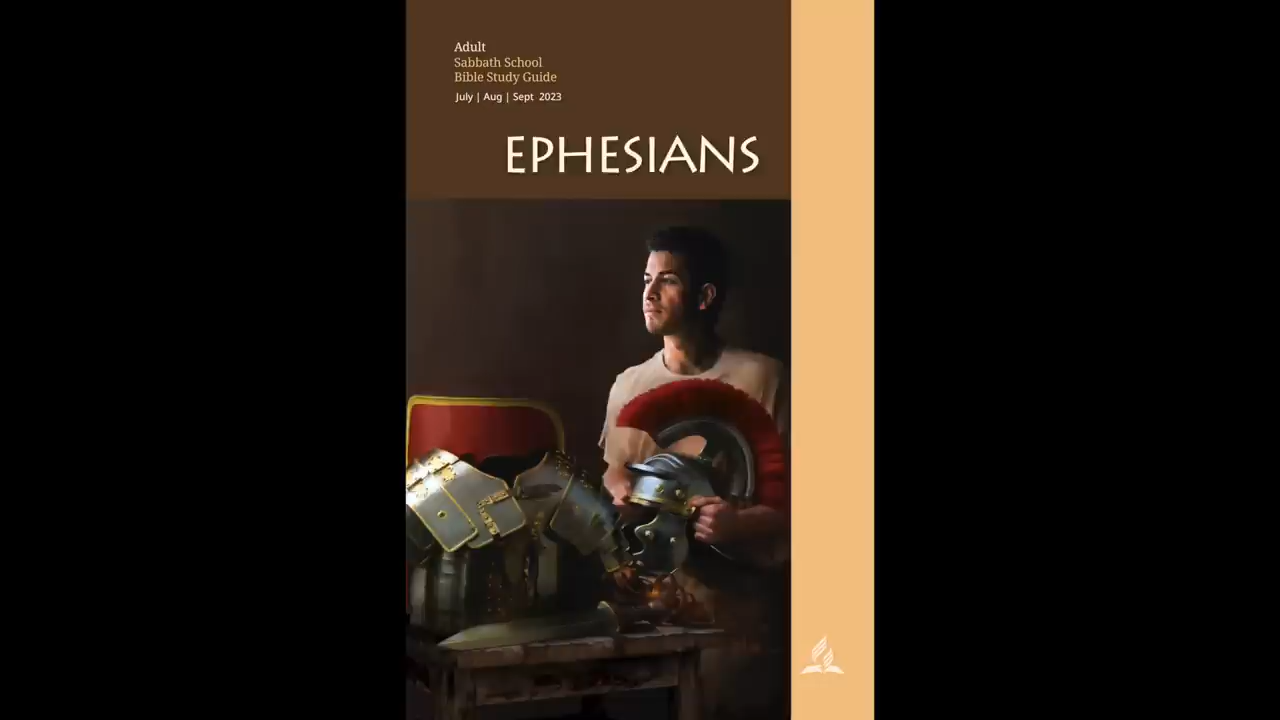 Adult
Sabbath School
Bible Study Guide
July | Aug | Sept 2023
EPHESIANS